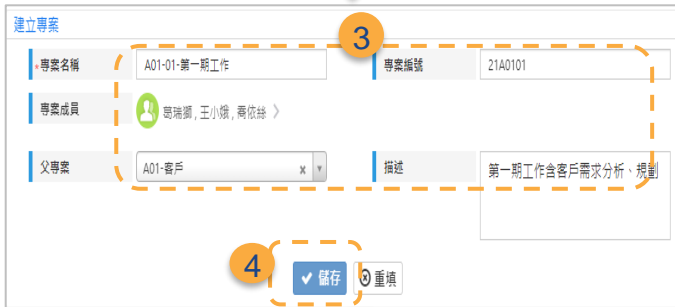 建立專案
3
*專案名稱 A01-01-第一期工作 專案編號 21A0101
專案成員 葛瑞獅 , 王小娥 , 喬依絲 》
父專案 A01-客戶 x ▼ 描述 第一期工作含客戶需求分析、規劃
4 儲存 重填